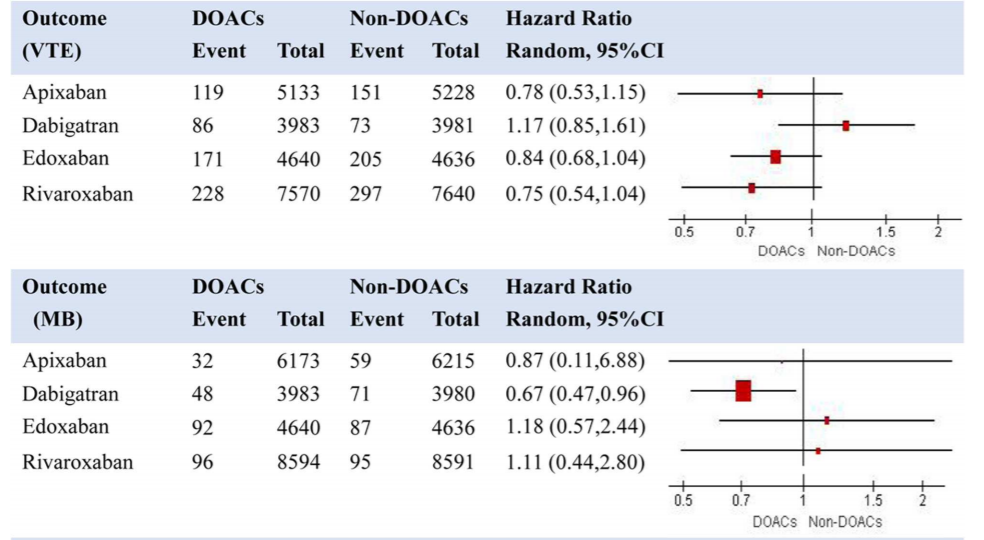 Outcome DOACs Non-DOACs Hazard Ratio
(VTE) Event Total Event Total Random, 95%CI
Apixaban 119 5133 151 5228 0.78 (0.53,1.15)
Dabigatran 86 3983 73 3981 1.17 (0.85,1.61)
Edoxaban 171 4640 205 4636 0.84 (0.68,1.04)
Rivaroxaban 228 7570 297 7640 0.75 (0.54,1.04)
0.5 0.7 1 1.5 2
DOACs Non-DOACs
Outcome DOACs Non-DOACs Hazard Ratio
(MB) Event Total Event Total Random, 95%CI
Apixaban 32 6173 59 6215 0.87 (0.11,6.88)
Dabigatran 48 3983 71 3980 0.67 (0.47,0.96)
Edoxaban 92 4640 87 4636 1.18 (0.57,2.44)
Rivaroxaban 96 8594 95 8591 1.11 (0.44,2.80)
0.5 0.7 1 1.5 2
DOACs Non-DOACs